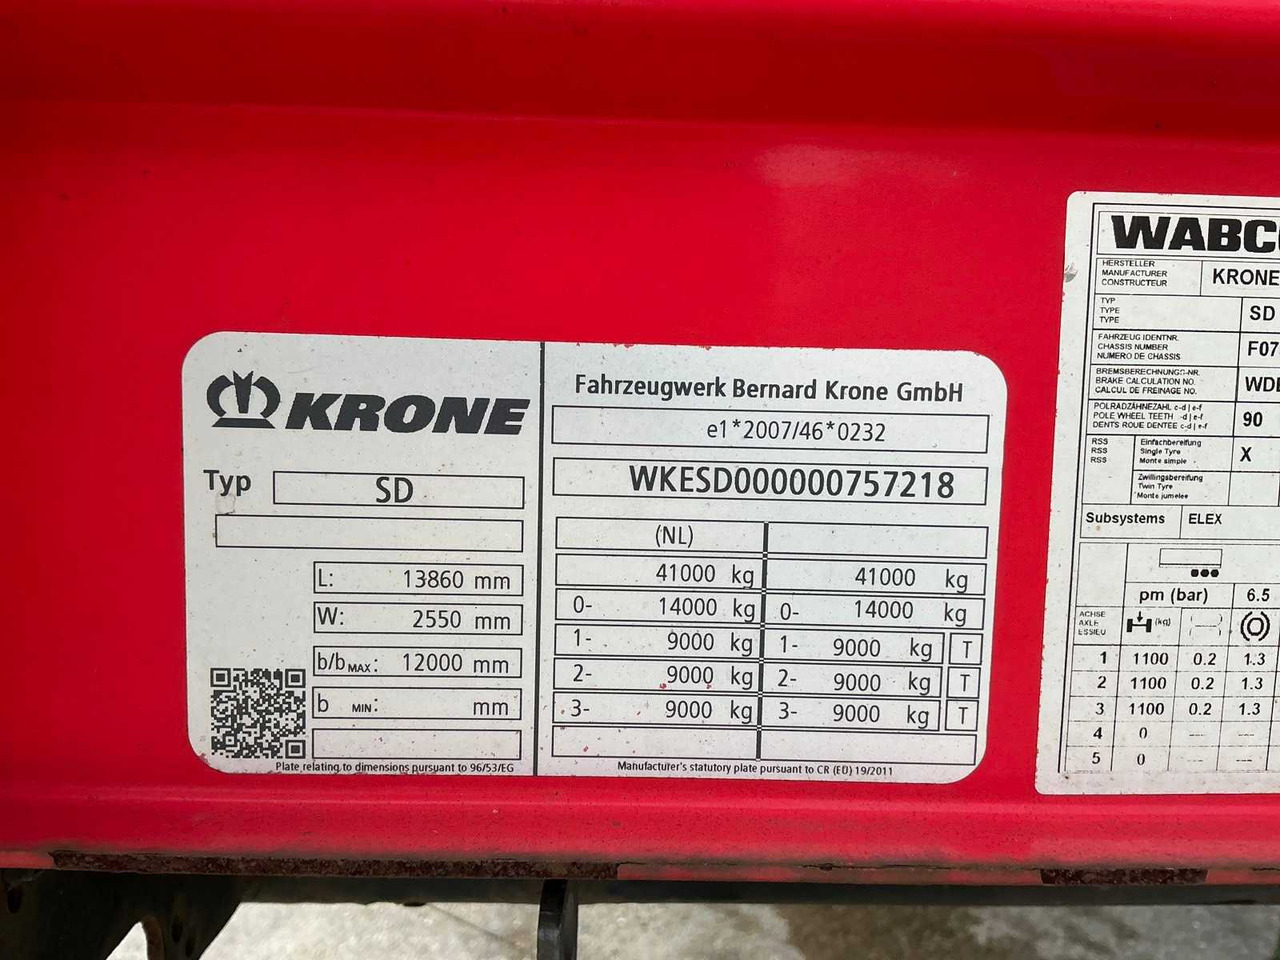 KRONE
Typ SD
L: 13860 mm
W: 2550 mm
b/b MAX: 12000 mm
b MIN: mm
Plate relating to dimensions pursuant to 96/53/EG
Fahrzeugwerk Bernard Krone GmbH
e1*2007/46*0232
WKESD000000757218
(NL)
41000 kg 41000 kg
0- 14000 kg 0- 14000 kg
1- 9000 kg 1- 9000 kg T
2- 9000 kg 2- 9000 kg T
3- 9000 kg 3- 9000 kg T
Manufacturer's statutory plate pursuant to CR (EU) 19/2011
WABCO
HERSTELLER
MANUFACTURER
CONSTRUCTEUR
KRONE
TYP
TYPE
TYPE
SD
FAHRZEUG IDENTNR.
CHASSIS NUMBER
NUMERO DE CHASSIS
F07
BREMSBERECHNUNGS-NR.
BRAKE CALCULATION NO.
CALCUL DE FREINAGE NO.
POLRADZÄHNEZAHL c-d | e-f
POLE WHEEL TEETH -d | e-f
DENTS ROUE DENTEE c-d | e-f
90
RSS
RSS
RSS
Einfachbereifung
Single Tyre
Monte simple
X
Zwillingsbereifung
Twin Tyre
Monte jumelee
Subsystems ELEX
pm (bar) 6.5
ACHSE
AXLE
ESSIEU
(kg)
1 1100 0.2 1.3
2 1100 0.2 1.3
3 1100 0.2 1.3
4 0 --- ---
5 0 --- ---